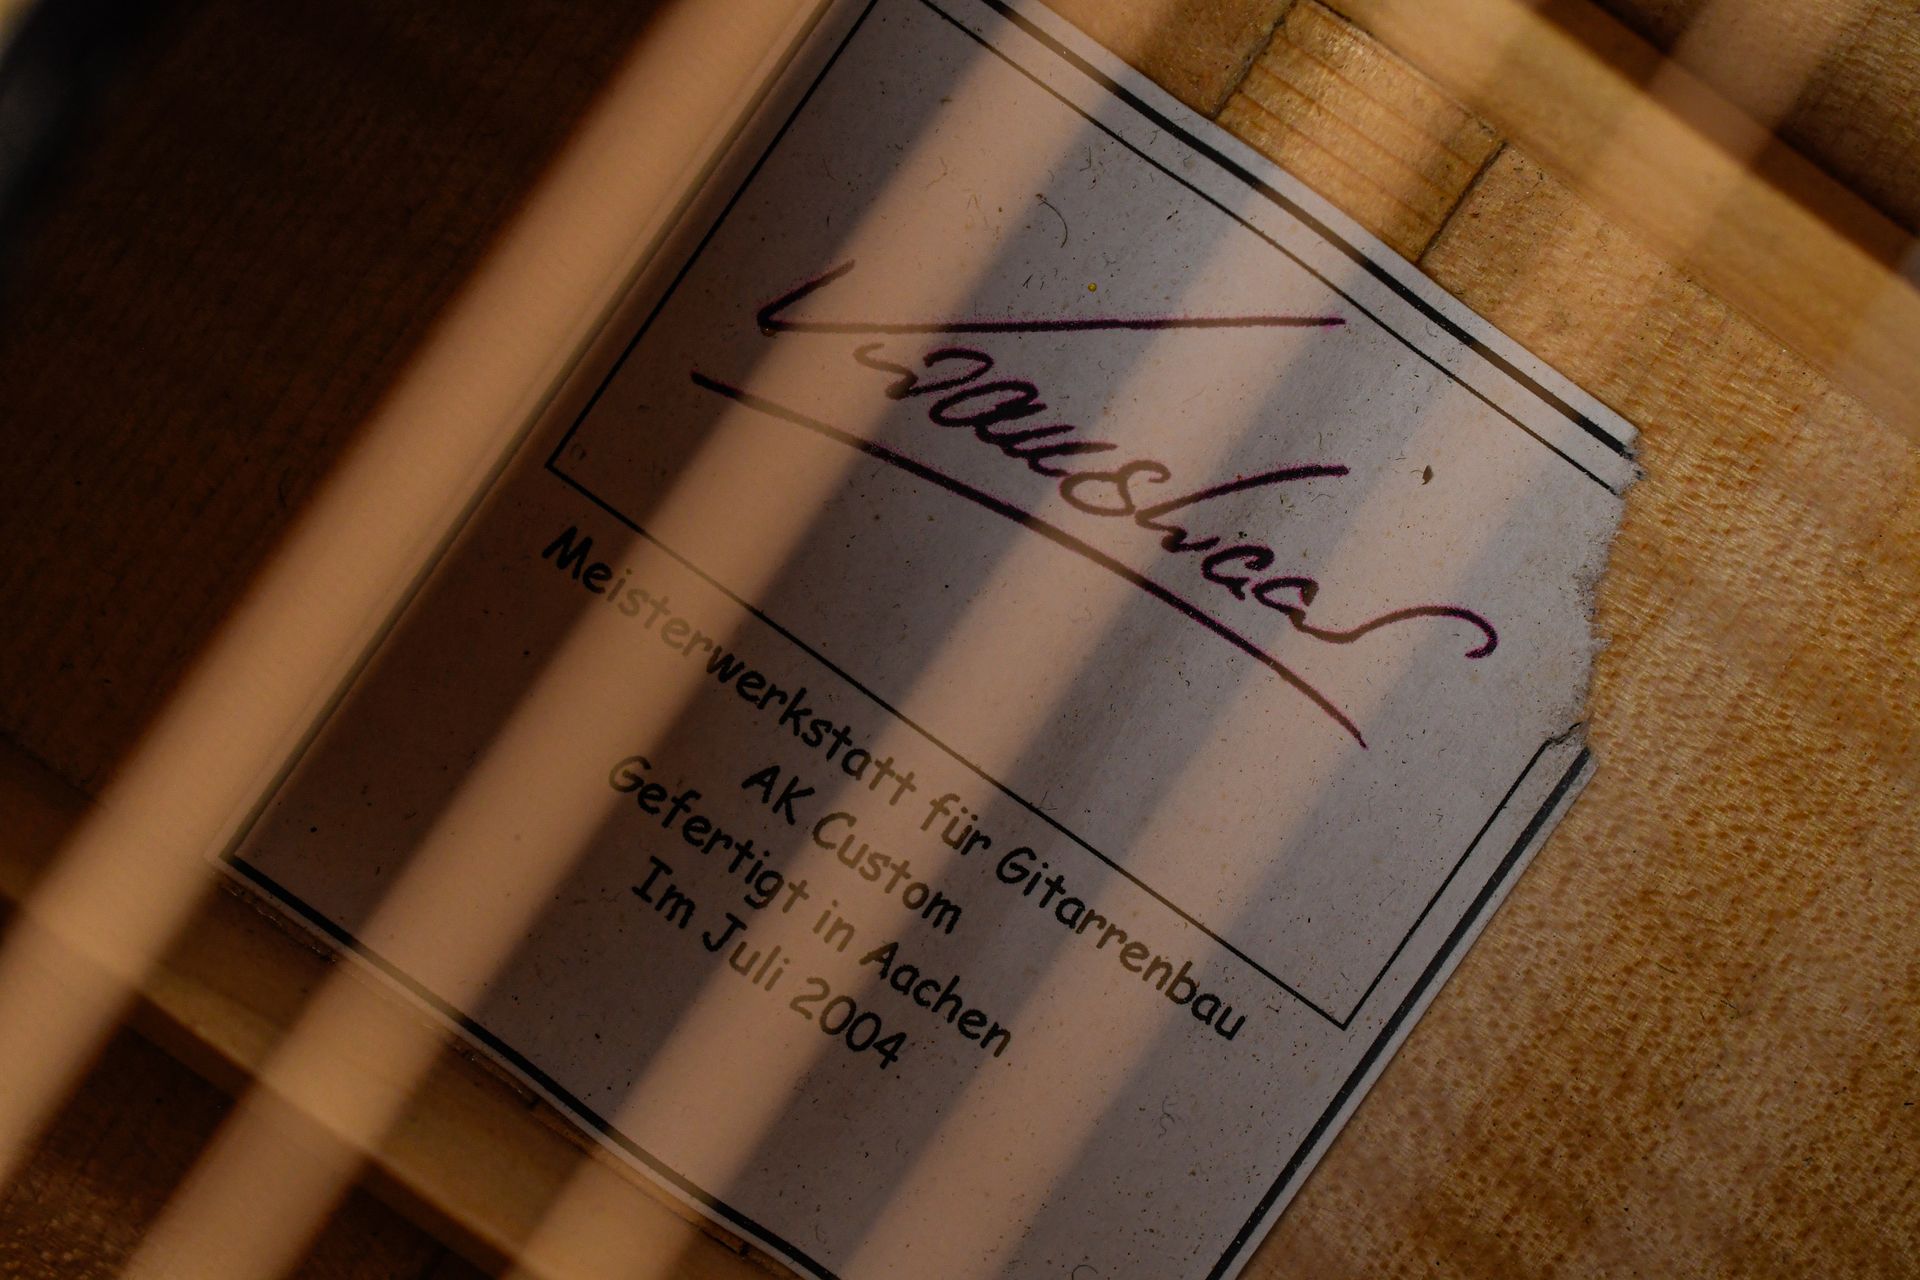 Meisterwerkstatt für Gitarrenbau
AK Custom
Gefertigt in Aachen
Im Juli 2004